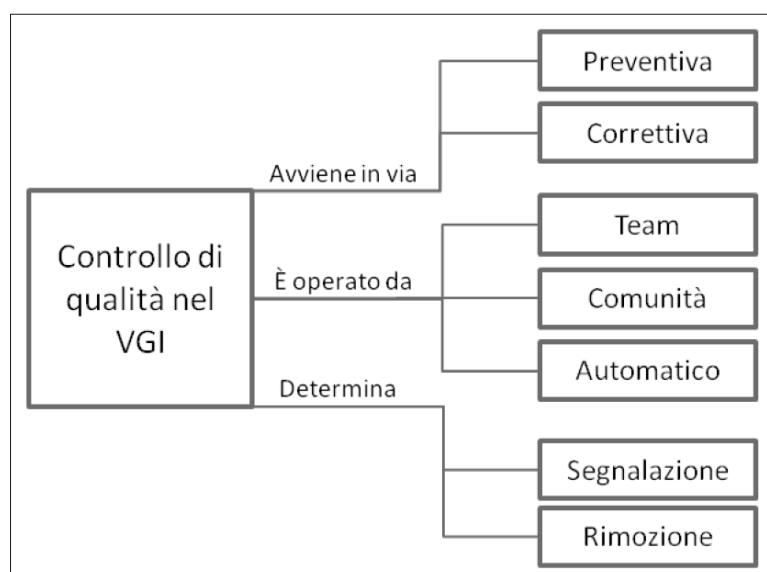 Controllo di
qualità nel
VGI
Avviene in via
Preventiva
Correttiva
È operato da
Team
Comunità
Automatico
Determina
Segnalazione
Rimozione